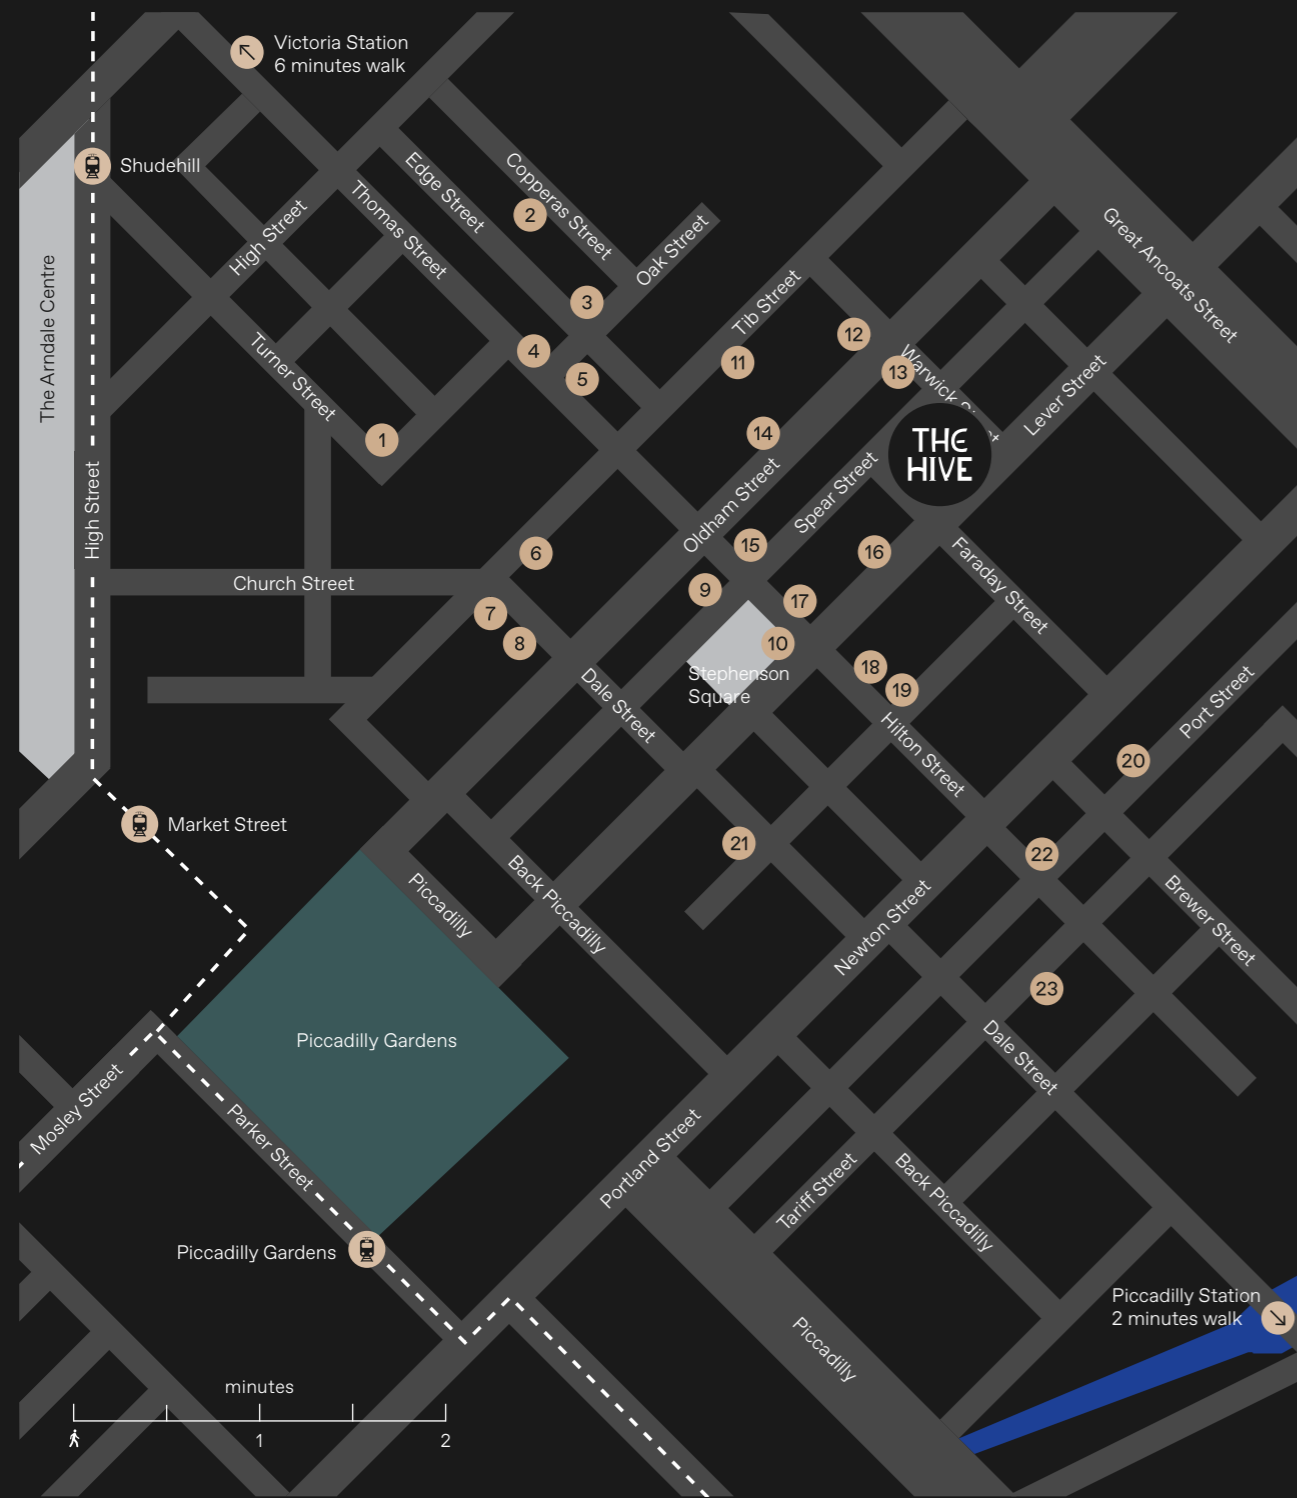 Victoria Station
6 minutes walk
Shudehill
Edge Street
Copperas Street
2
Thomas Street
High Street
Oak Street
Great Ancoats Street
The Arndale Centre
3
Tib Street
12
4
11
Turner Street
13
Warwick
5
Lever Street
1
14
THE
HIVE
Spear Street
Oldham Street
High Street
6
15
16
Church Street
Faraday Street
9
17
7
8
10
Stephenson
Square
18
19
Dale Street
Hilton Street
Port Street
20
Market Street
21
22
Piccadilly
Back Piccadilly
Newton Street
Brewer Street
23
Piccadilly Gardens
Dale Street
Mosley Street
Parker Street
Portland Street
Tariff Street
Back Piccadilly
Piccadilly Gardens
Piccadilly Station
2 minutes walk
Piccadilly
minutes
1
2